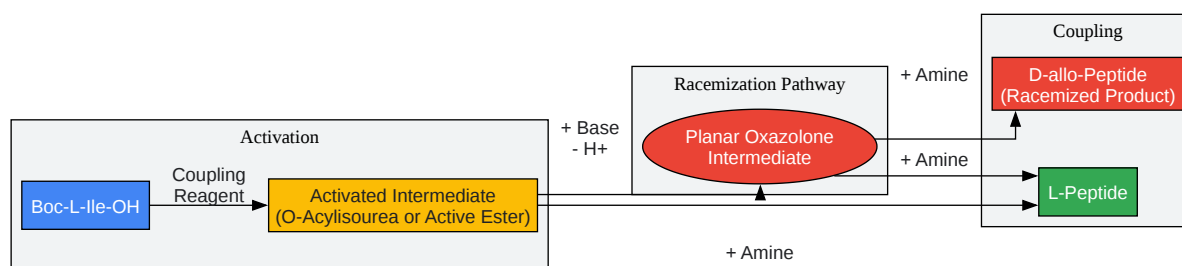 Coupling
+ Amine
D-allo-Peptide
(Racemized Product)
Racemization Pathway
Activation
+ Base
- H+
Planar Oxazolone
Intermediate
+ Amine
Coupling
Reagent
Boc-L-Ile-OH
Activated Intermediate
(O-Acylisourea or Active Ester)
L-Peptide
+ Amine